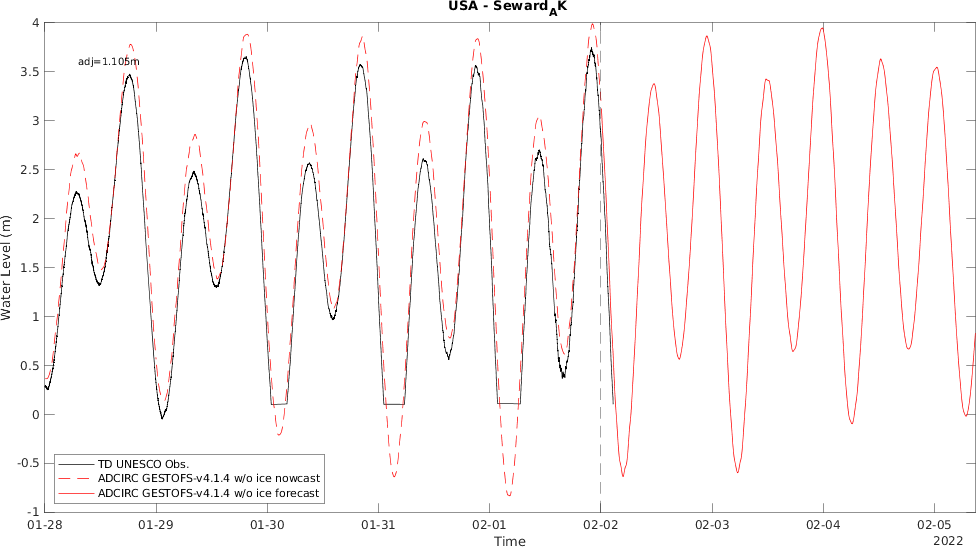 USA - Seward_AK
adj=1.105m
4
3.5
3
2.5
2
1.5
1
0.5
0
-0.5
-1
Water Level (m)
TD UNESCO Obs.
ADCIRC GESTOFS-v4.1.4 w/o ice nowcast
ADCIRC GESTOFS-v4.1.4 w/o ice forecast
01-28 01-29 01-30 01-31 02-01 02-02 02-03 02-04 02-05
Time
2022